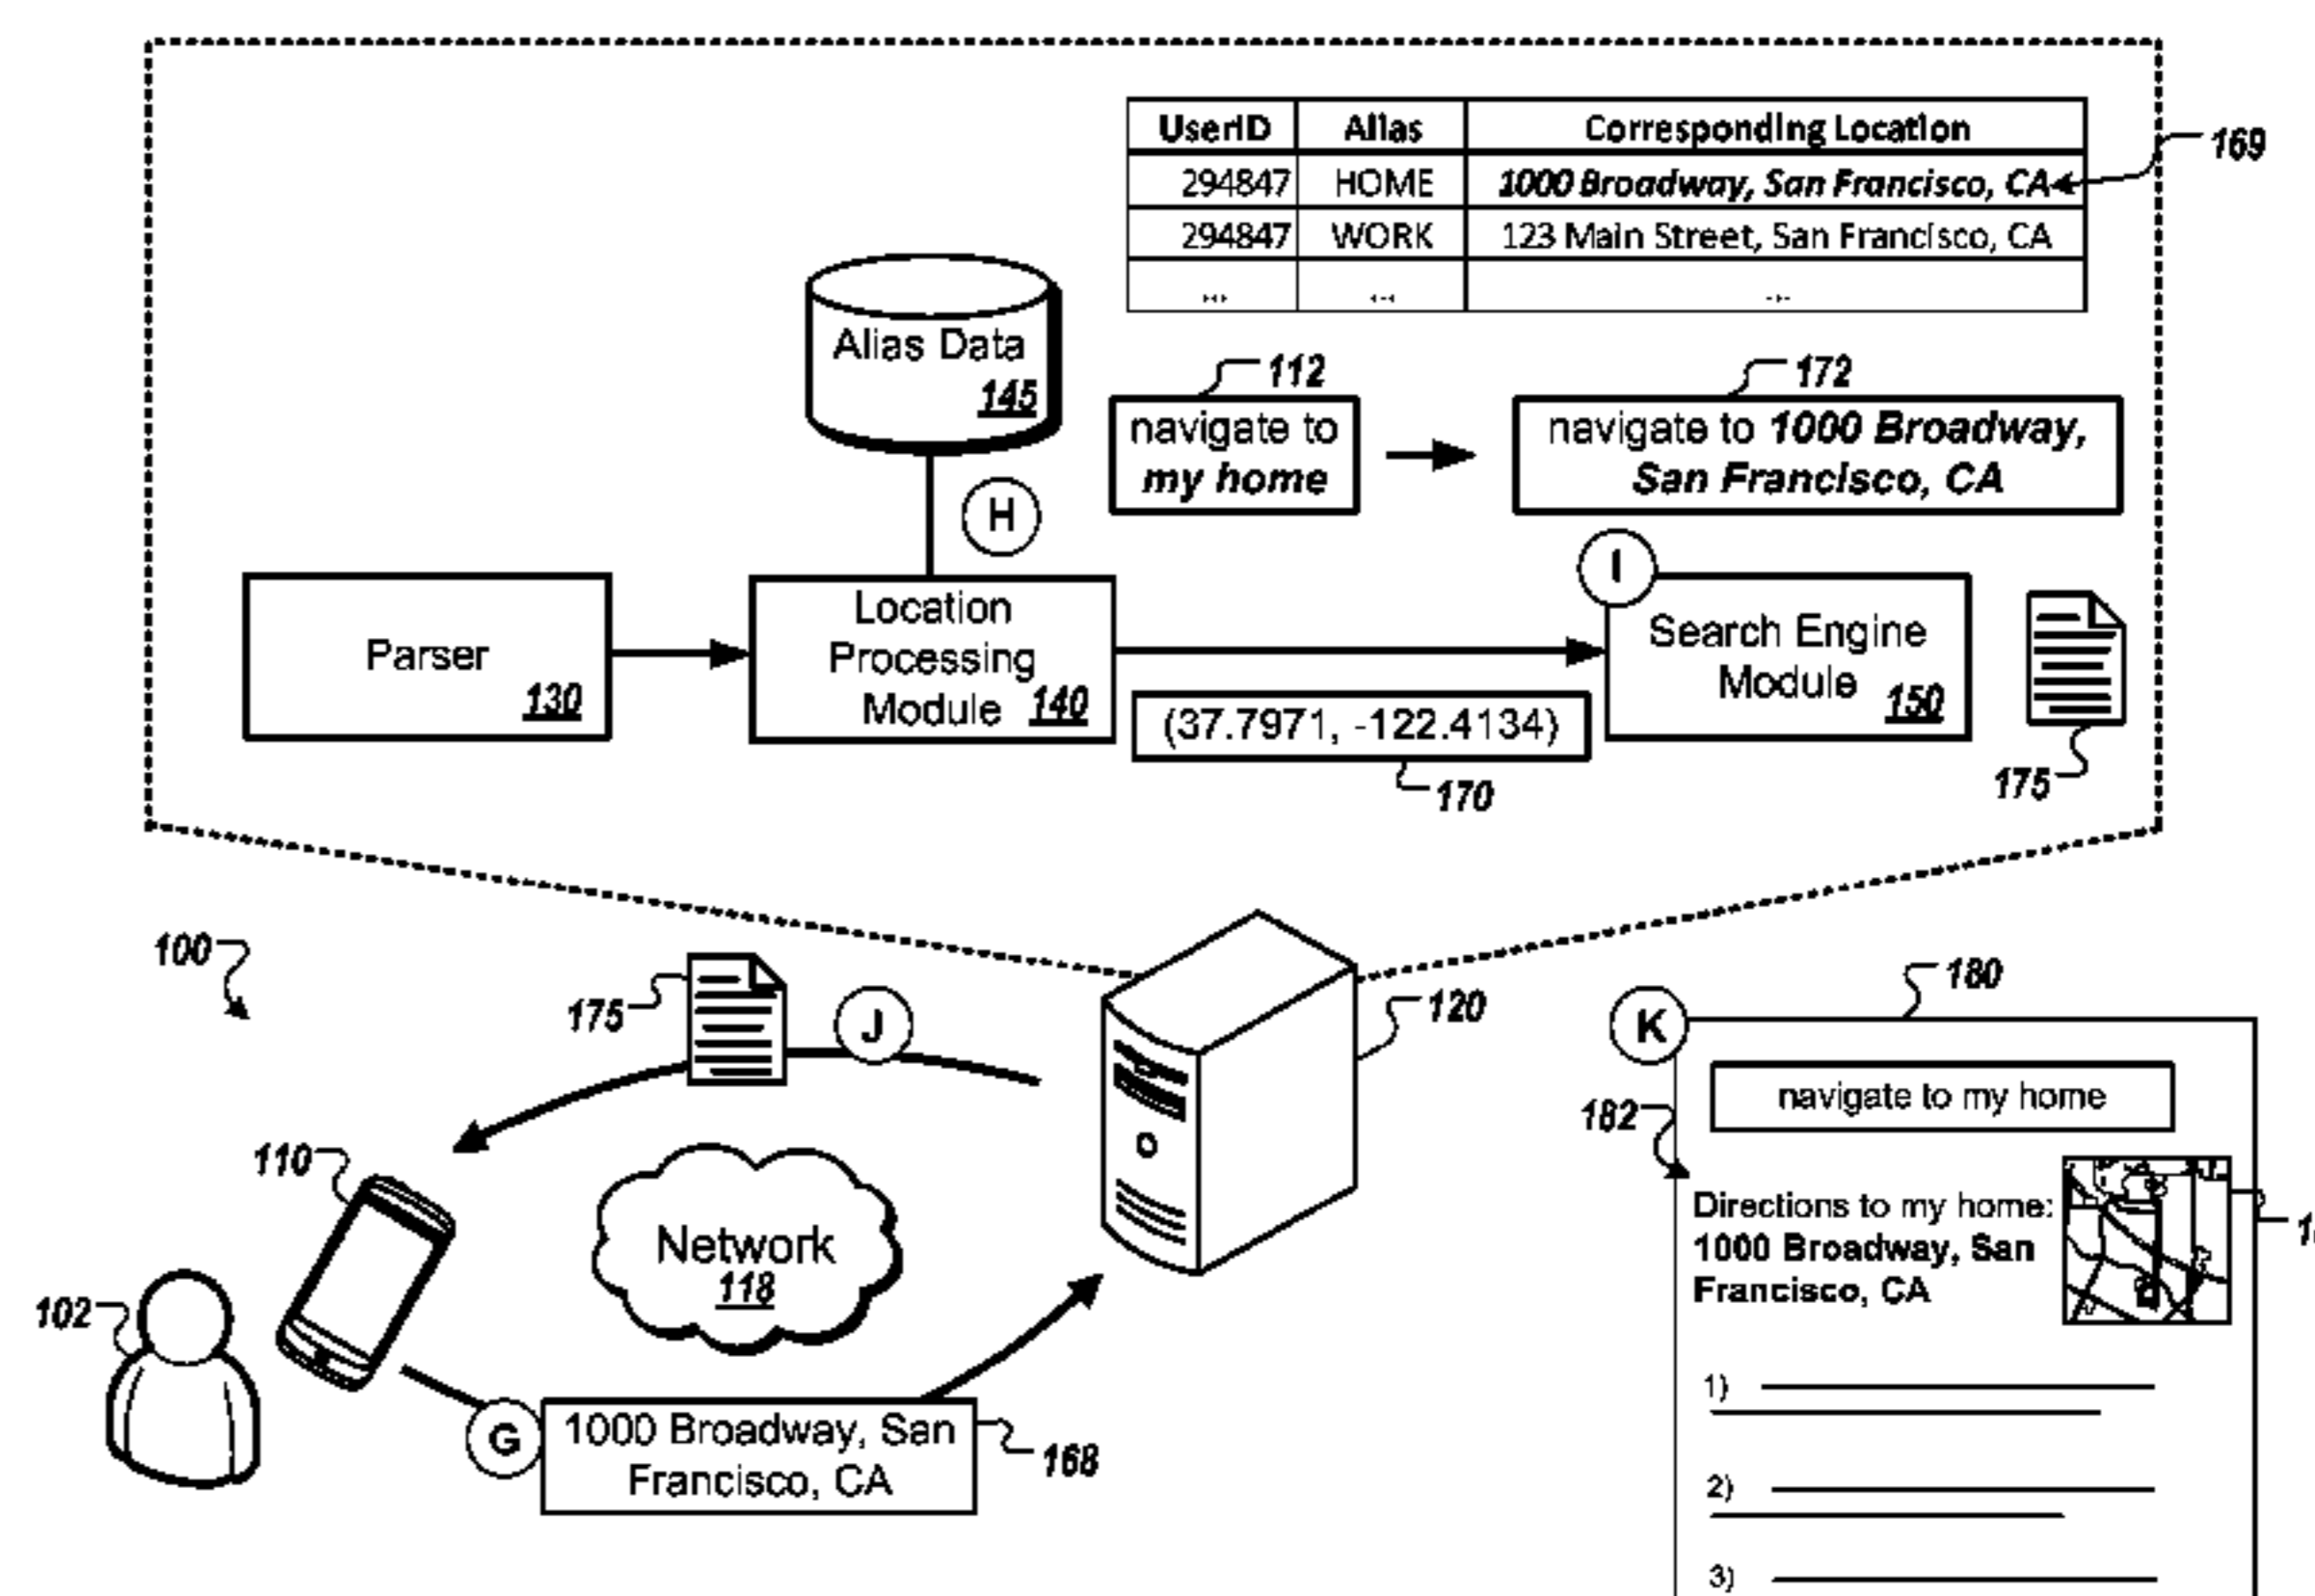 UserID Alias Corresponding Location
169
294847 HOME 1000 Broadway, San Francisco, CA
294847 WORK 123 Main Street, San Francisco, CA
... ... ...
Alias Data
145
112
navigate to
my home
172
navigate to 1000 Broadway,
San Francisco, CA
H
I
Parser
130
Location
Processing
Module 140
(37.7971, -122.4134)
170
Search Engine
Module 150
175
100
175
J
120
110
Network
118
102
G
1000 Broadway, San
Francisco, CA
168
K
180
navigate to my home
182
Directions to my home:
1000 Broadway, San
Francisco, CA
1)
2)
3)